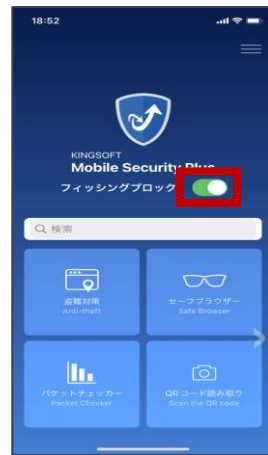 18:52
KINGSOFT
Mobile Security Plus
フィッシングブロック
検索
盗難対策
Anti-theft
セーフブラウザー
Safe Browser
パケットチェッカー
Packet Checker
QRコード読み取り
Scan the QR code